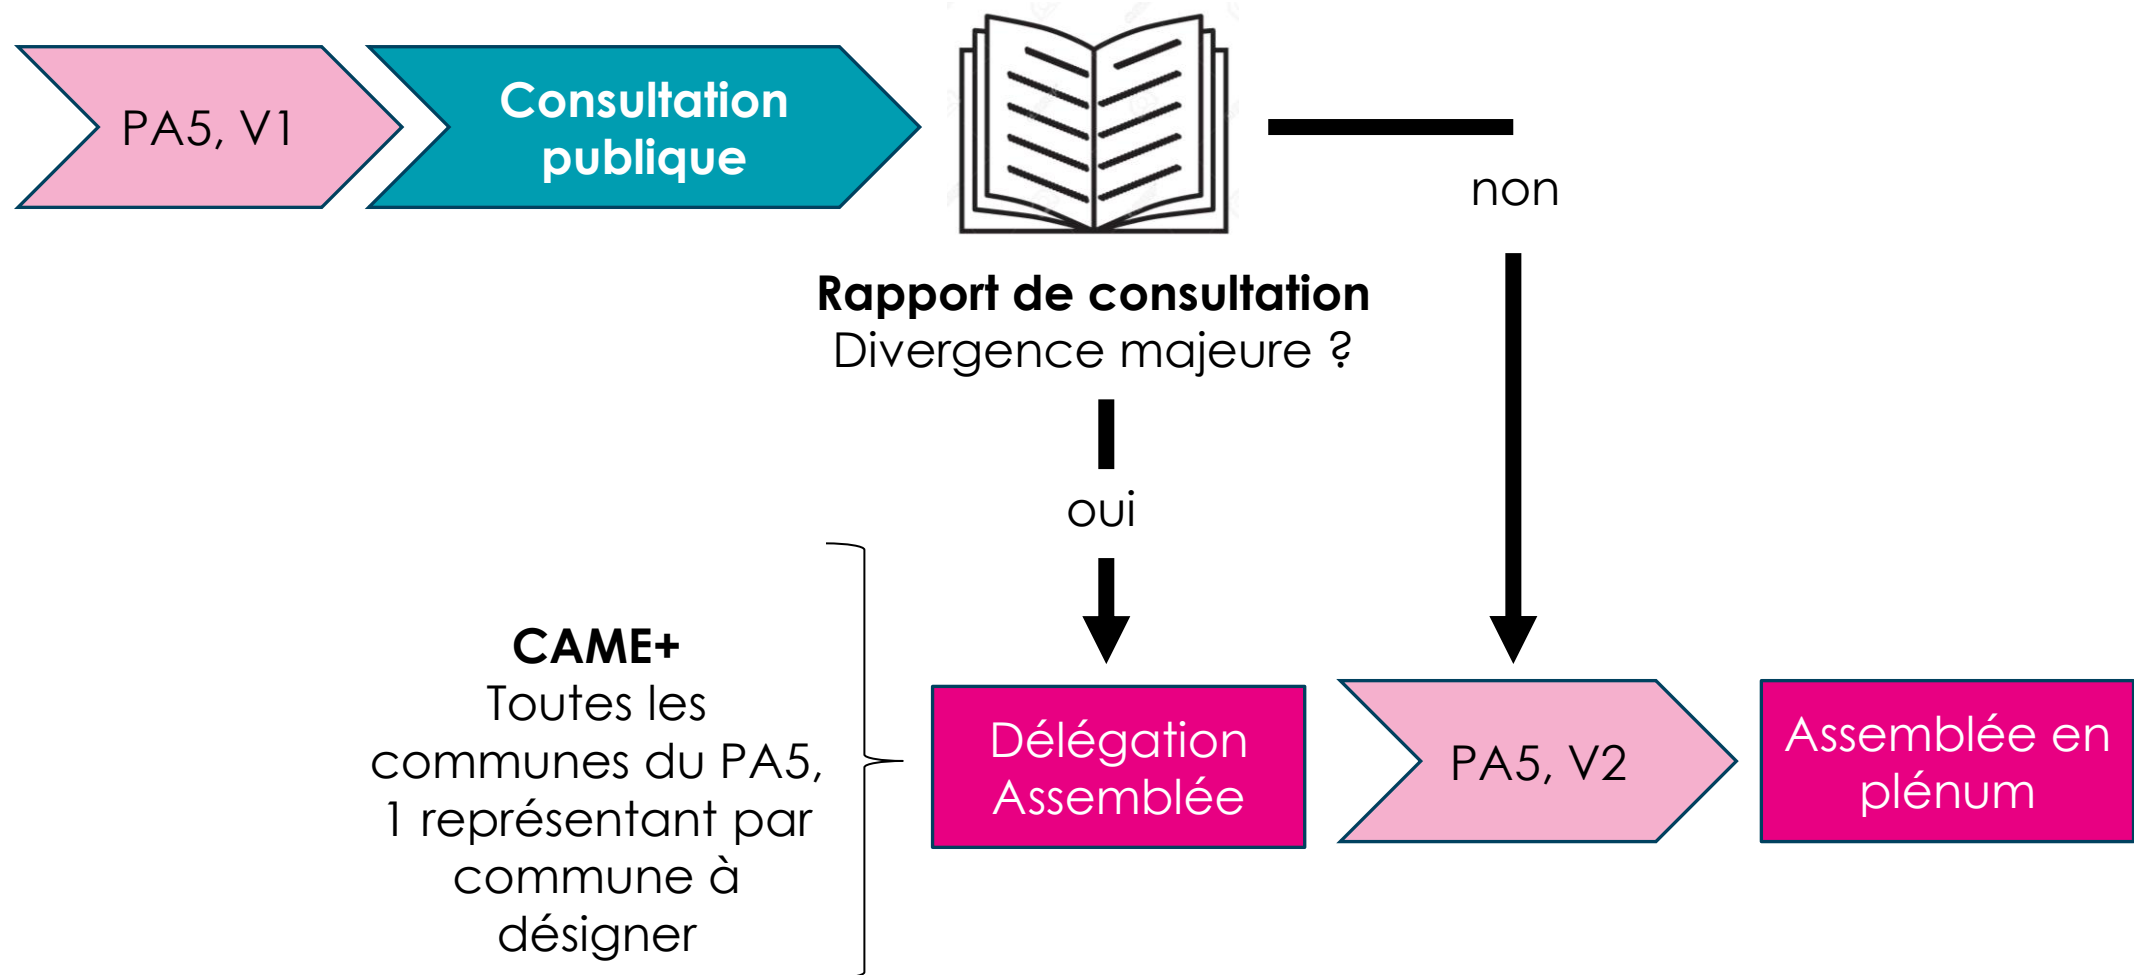 PA5, V1
Consultation
publique
non
Rapport de consultation
Divergence majeure ?
oui
CAME+
Toutes les
communes du PA5,
1 représentant par
commune à
désigner
Délégation
Assemblée
PA5, V2
Assemblée en
plénum